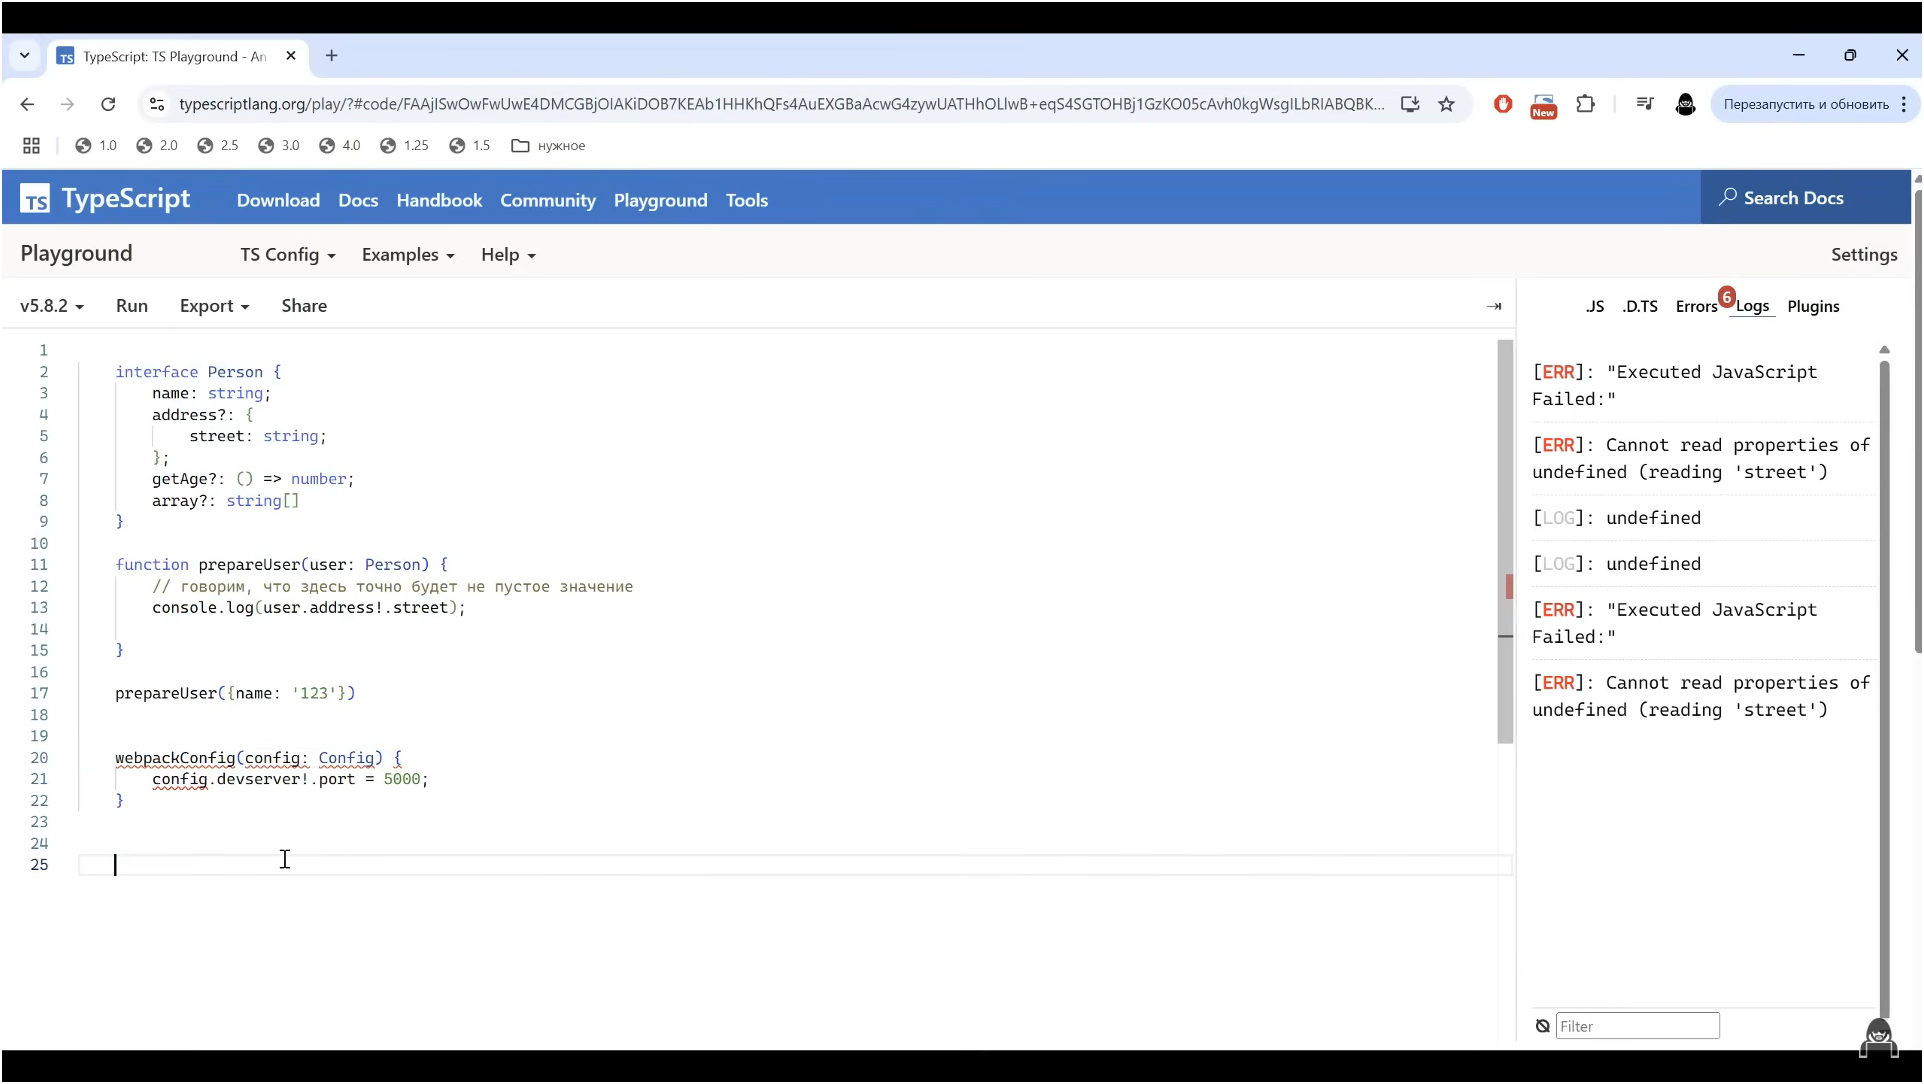 TypeScript: TS Playground - An
typescriptlang.org/play/?#code/FAAjISwOwFwUwE4DMCGBjOIAKiDOB7KEAb1HHKhQFs4AuEXGBaAcwG4zywUATHhOLlwB+eqS4SGTOHBj1GzKO05cAvh0kgWsgILbRIABQBK...
New
Перезапустить и обновить
1.0 2.0 2.5 3.0 4.0 1.25 1.5 нужное
TS TypeScript Download Docs Handbook Community Playground Tools Search Docs
Playground TS Config Examples Help Settings
v5.8.2 Run Export Share
.JS .D.TS Errors 6 Logs Plugins
1
2 interface Person {
3 name: string;
4 address?: {
5 street: string;
6 };
7 getAge?: () => number;
8 array?: string[]
9 }
10
11 function prepareUser(user: Person) {
12 // говорим, что здесь точно будет не пустое значение
13 console.log(user.address!.street);
14
15 }
16
17 prepareUser({name: '123'})
18
19
20 webpackConfig(config: Config) {
21 config.devserver!.port = 5000;
22 }
23
24
25
[ERR]: "Executed JavaScript
Failed:"
[ERR]: Cannot read properties of
undefined (reading 'street')
[LOG]: undefined
[LOG]: undefined
[ERR]: "Executed JavaScript
Failed:"
[ERR]: Cannot read properties of
undefined (reading 'street')
Filter